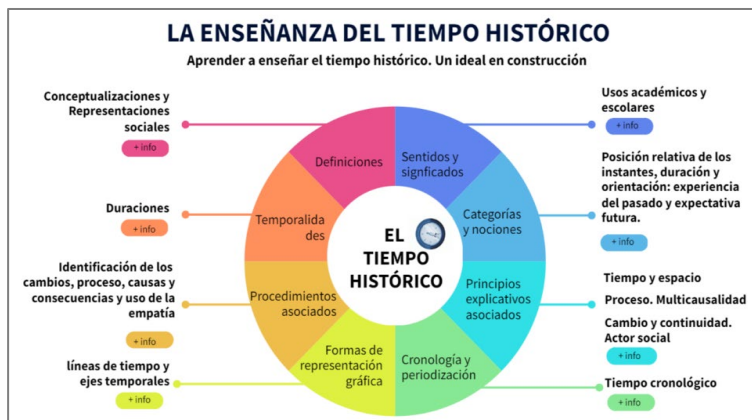 LA ENSEÑANZA DEL TIEMPO HISTÓRICO
Aprender a enseñar el tiempo histórico. Un ideal en construcción
Conceptualizaciones y
Representaciones
sociales
+ info
Duraciones
+ info
Identificación de los
cambios, proceso, causas y
consecuencias y uso de la
empatía
+ info
líneas de tiempo y
ejes temporales
+ info
Definiciones
Sentidos y
signficados
Temporalida
des
Categorías
y nociones
EL
TIEMPO
HISTÓRICO
Procedimientos
asociados
Principios
explicativos
asociados
Formas de
representación
gráfica
Cronología y
periodización
Usos académicos y
escolares
+ info
Posición relativa de los
instantes, duración y
orientación: experiencia
del pasado y expectativa
futura.
+ info
Tiempo y espacio
Proceso. Multicausalidad
Cambio y continuidad.
Actor social
+ info
Tiempo cronológico
+ info